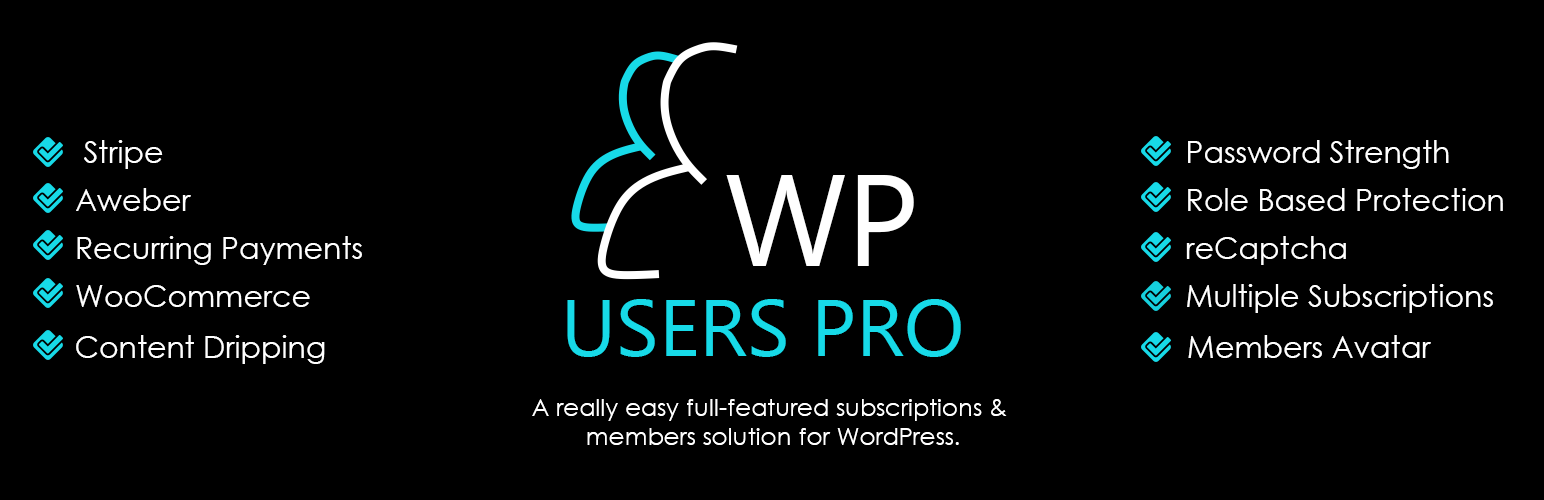 Stripe
Aweber
Recurring Payments
WooCommerce
Content Dripping
WP
USERS PRO
A really easy full-featured subscriptions &
members solution for WordPress.
Password Strength
Role Based Protection
reCaptcha
Multiple Subscriptions
Members Avatar